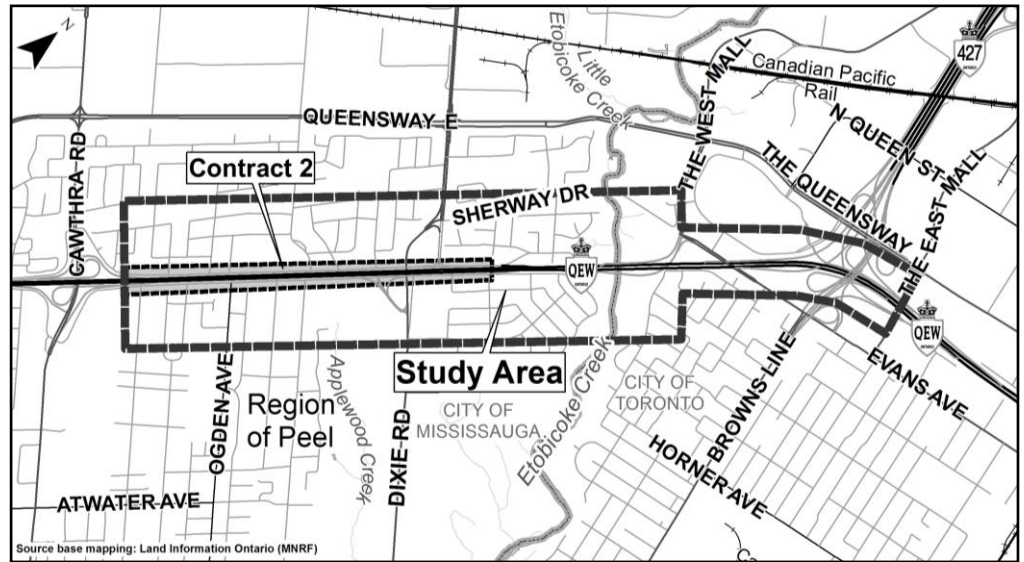 N
427
ONTARIO
Canadian Pacific
Rail
Little
Etobicoke Creek
THE WEST MALL
N QUEEN ST
THE EAST MALL
QUEENSWAY E
THE QUEENSWAY
CAWTHRA RD
Contract 2
SHERWAY DR
QEW
ONTARIO
QEW
ONTARIO
Study Area
EVANS AVE
BROWNS LINE
CITY OF
TORONTO
CITY OF
MISSISSAUGA
Etobicoke Creek
HORNER AVE
OGDEN AVE
Region
of Peel
Applewood Creek
DIXIE RD
ATWATER AVE
Source base mapping: Land Information Ontario (MNRF)